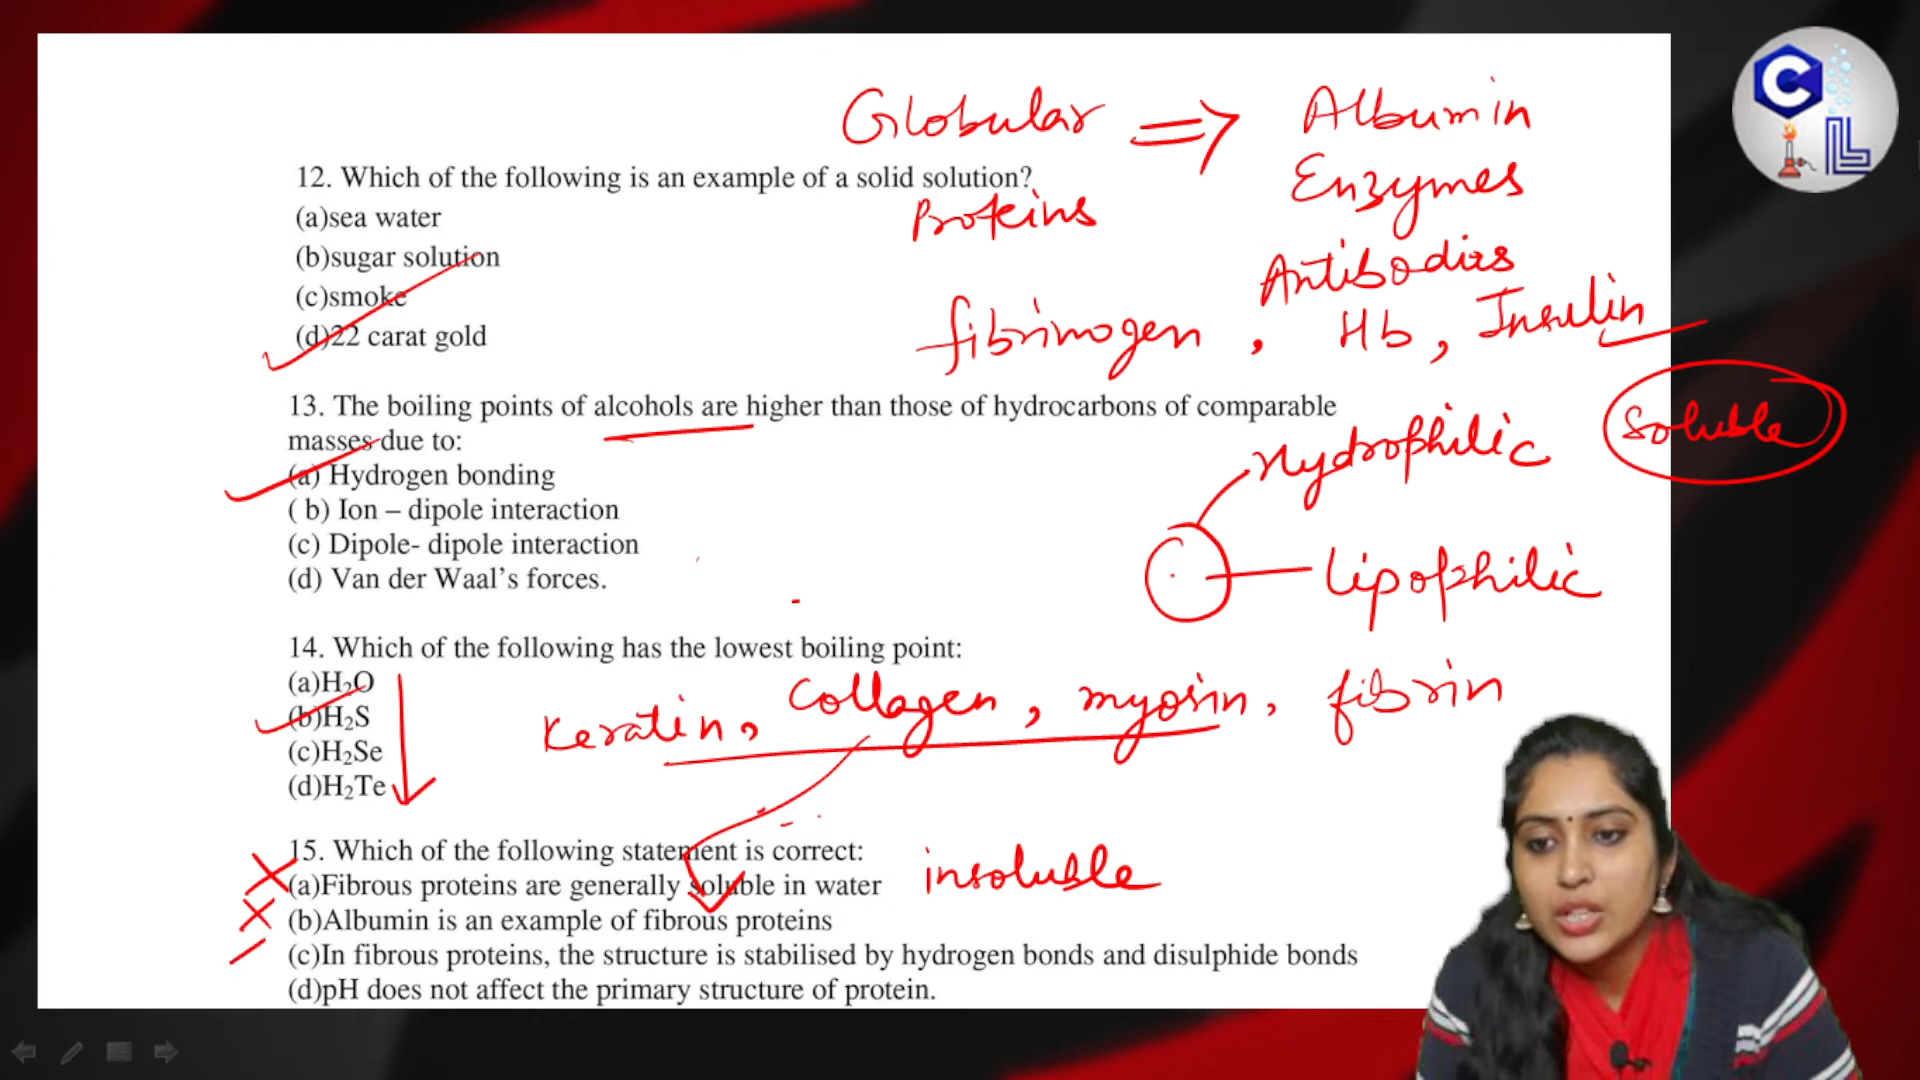 Globular ⇒ Albumin
12. Which of the following is an example of a solid solution?
Enzymes
(a)sea water
Proteins
(b)sugar solution
Antibodies
(c)smoke
(d)22 carat gold
fibrinogen, Hb, Insulin
13. The boiling points of alcohols are higher than those of hydrocarbons of comparable
masses due to:
Soluble
Hydrophilic
(a) Hydrogen bonding
( b) Ion – dipole interaction
(c) Dipole- dipole interaction
(d) Van der Waal's forces.
Lipophilic
14. Which of the following has the lowest boiling point:
(a)H₂O
(b)H₂S
Keratin, Collagen, myosin, fibrin
(c)H₂Se
(d)H₂Te
15. Which of the following statement is correct:
(a)Fibrous proteins are generally soluble in water
insoluble
(b)Albumin is an example of fibrous proteins
(c)In fibrous proteins, the structure is stabilised by hydrogen bonds and disulphide bonds
(d)pH does not affect the primary structure of protein.
C
L